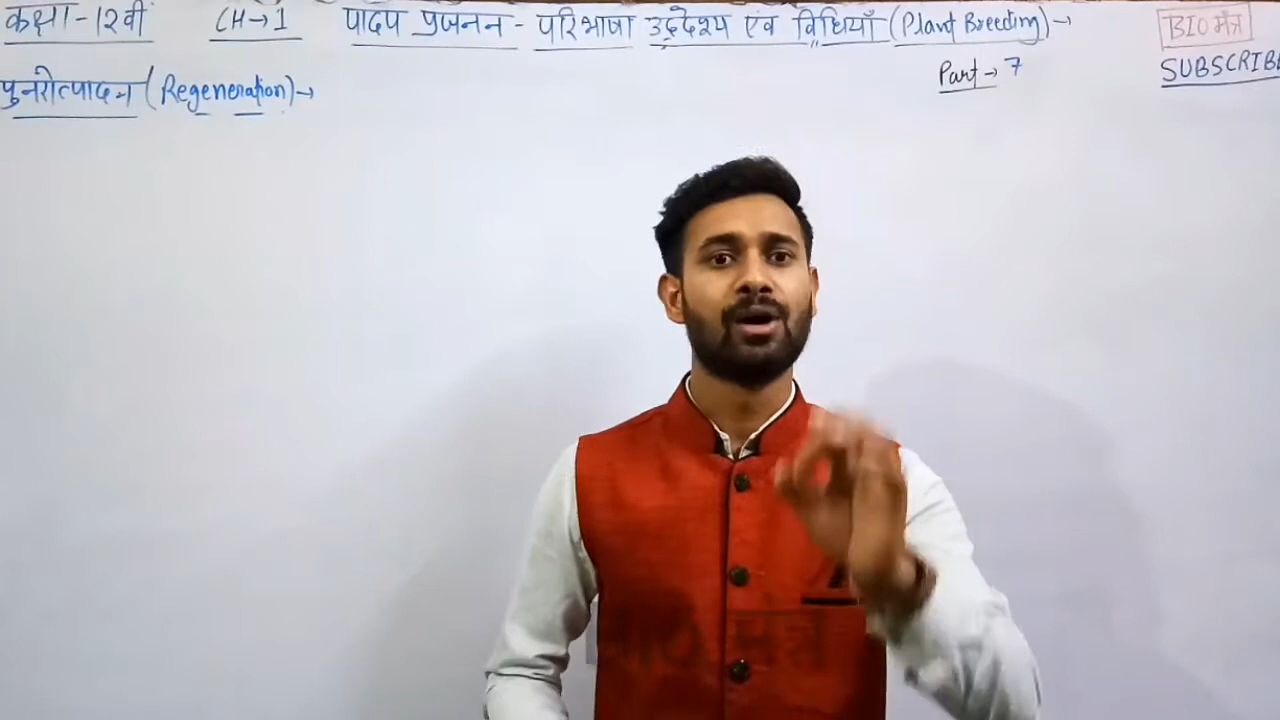 कक्षा-12वी CH→1 पादप प्रजनन - परिभाषा उद्देश्य एवं विधियाँ (Plant Breeding)→ BIO मंत्र
Part→7 SUBSCRIBE
पुनरोत्पादन (Regeneration)→